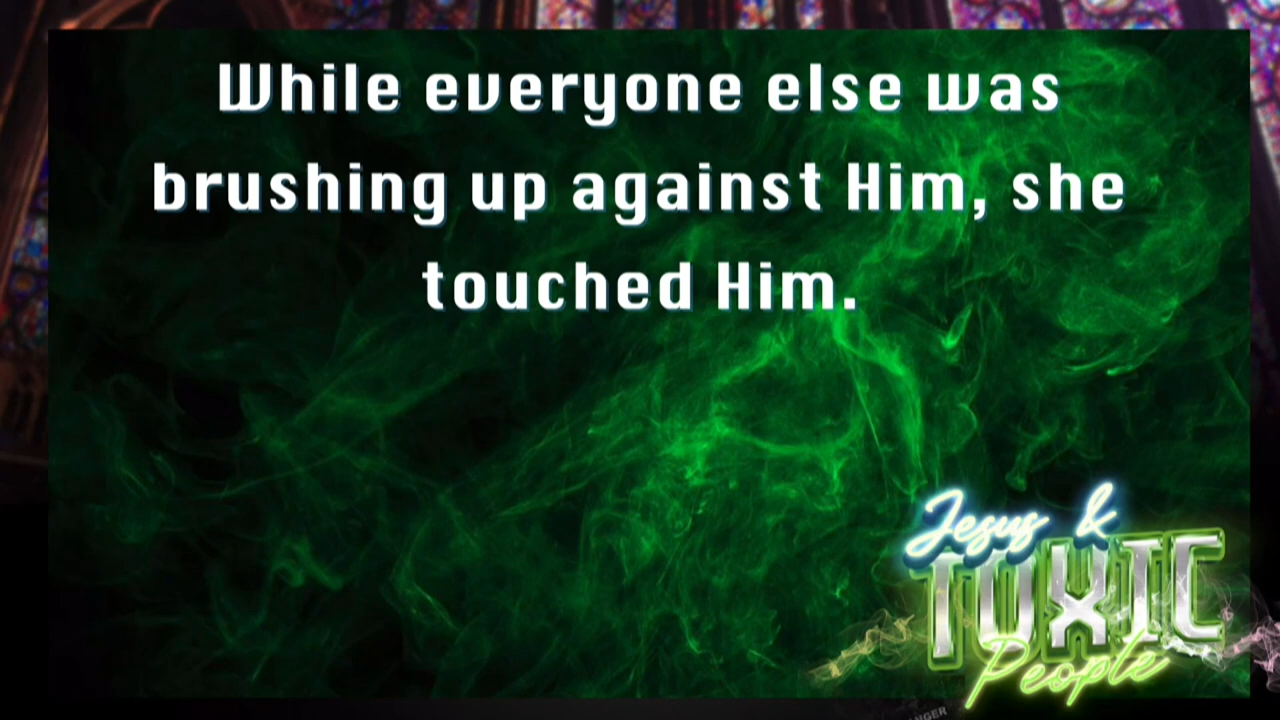 While everyone else was
brushing up against Him, she
touched Him.
Jesus &
TOXIC
People